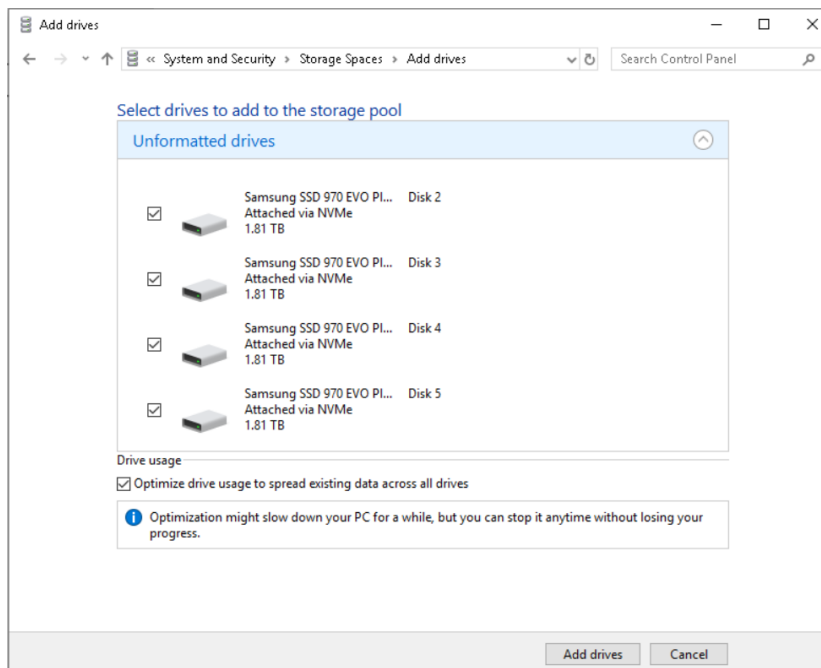 Add drives
« System and Security > Storage Spaces > Add drives
Search Control Panel
Select drives to add to the storage pool
Unformatted drives
Samsung SSD 970 EVO Pl... Disk 2
Attached via NVMe
1.81 TB
Samsung SSD 970 EVO Pl... Disk 3
Attached via NVMe
1.81 TB
Samsung SSD 970 EVO Pl... Disk 4
Attached via NVMe
1.81 TB
Samsung SSD 970 EVO Pl... Disk 5
Attached via NVMe
1.81 TB
Drive usage
Optimize drive usage to spread existing data across all drives
Optimization might slow down your PC for a while, but you can stop it anytime without losing your
progress.
Add drives Cancel